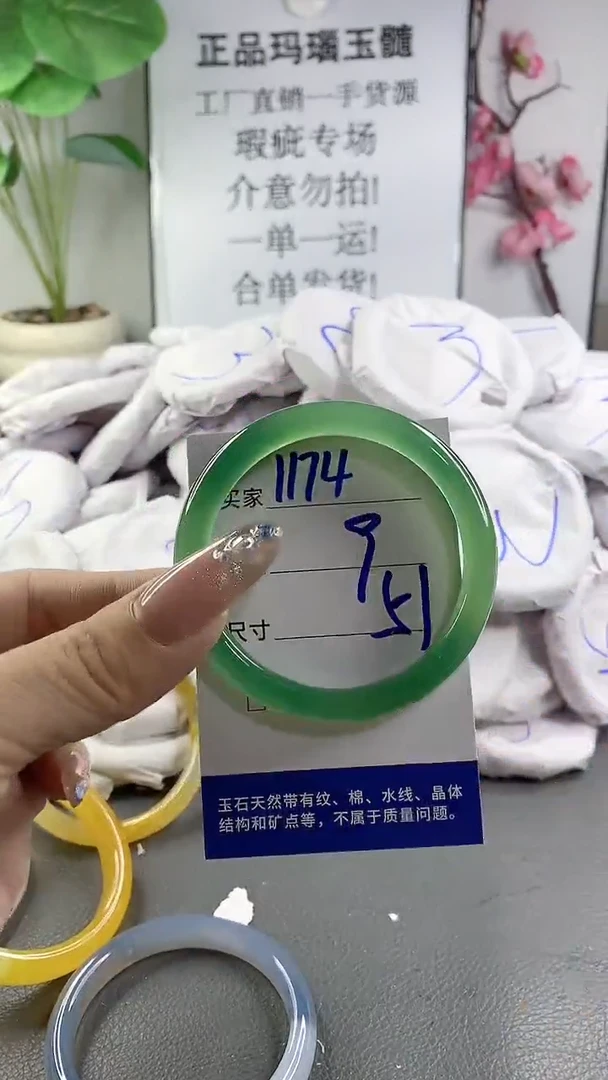 正品玛瑙玉髓
工厂直销一手货源
瑕疵专场
介意勿拍!
一单一运!
合单发货!
买家 1174
9
尺寸 51
玉石天然带有纹、棉、水线、晶体
结构和矿点等，不属于质量问题。